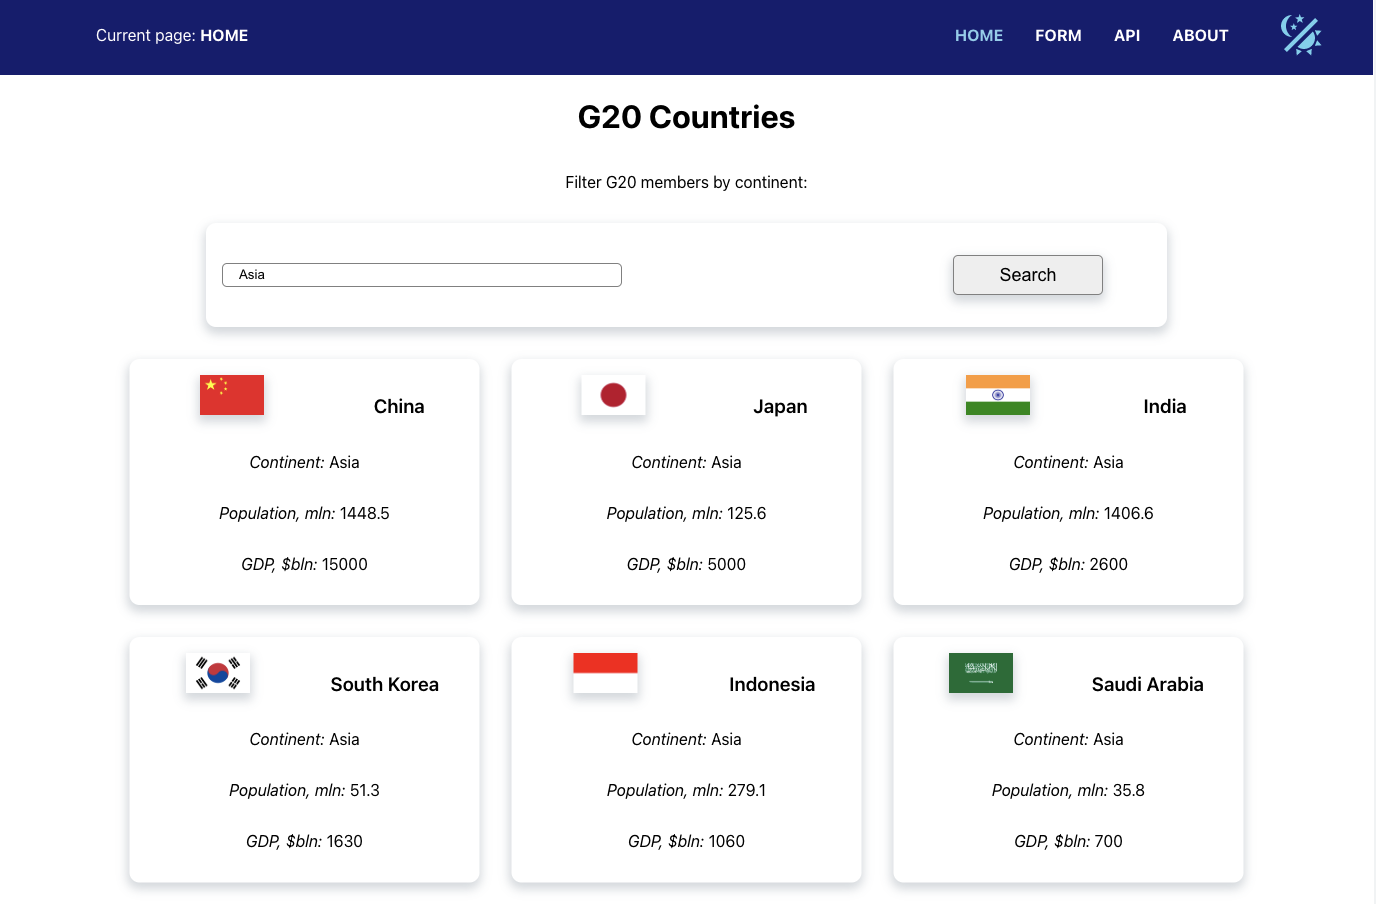 Current page: HOME
HOME FORM API ABOUT
G20 Countries
Filter G20 members by continent:
Asia
Search
China
Continent: Asia
Population, mln: 1448.5
GDP, $bln: 15000
Japan
Continent: Asia
Population, mln: 125.6
GDP, $bln: 5000
India
Continent: Asia
Population, mln: 1406.6
GDP, $bln: 2600
South Korea
Continent: Asia
Population, mln: 51.3
GDP, $bln: 1630
Indonesia
Continent: Asia
Population, mln: 279.1
GDP, $bln: 1060
Saudi Arabia
Continent: Asia
Population, mln: 35.8
GDP, $bln: 700